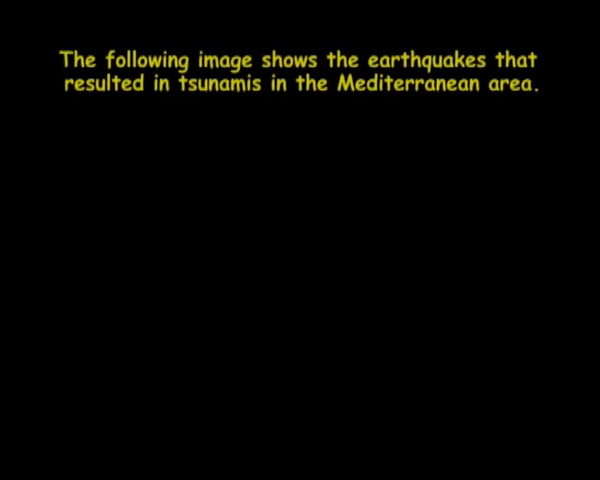 The following image shows the earthquakes that
resulted in tsunamis in the Mediterranean area.